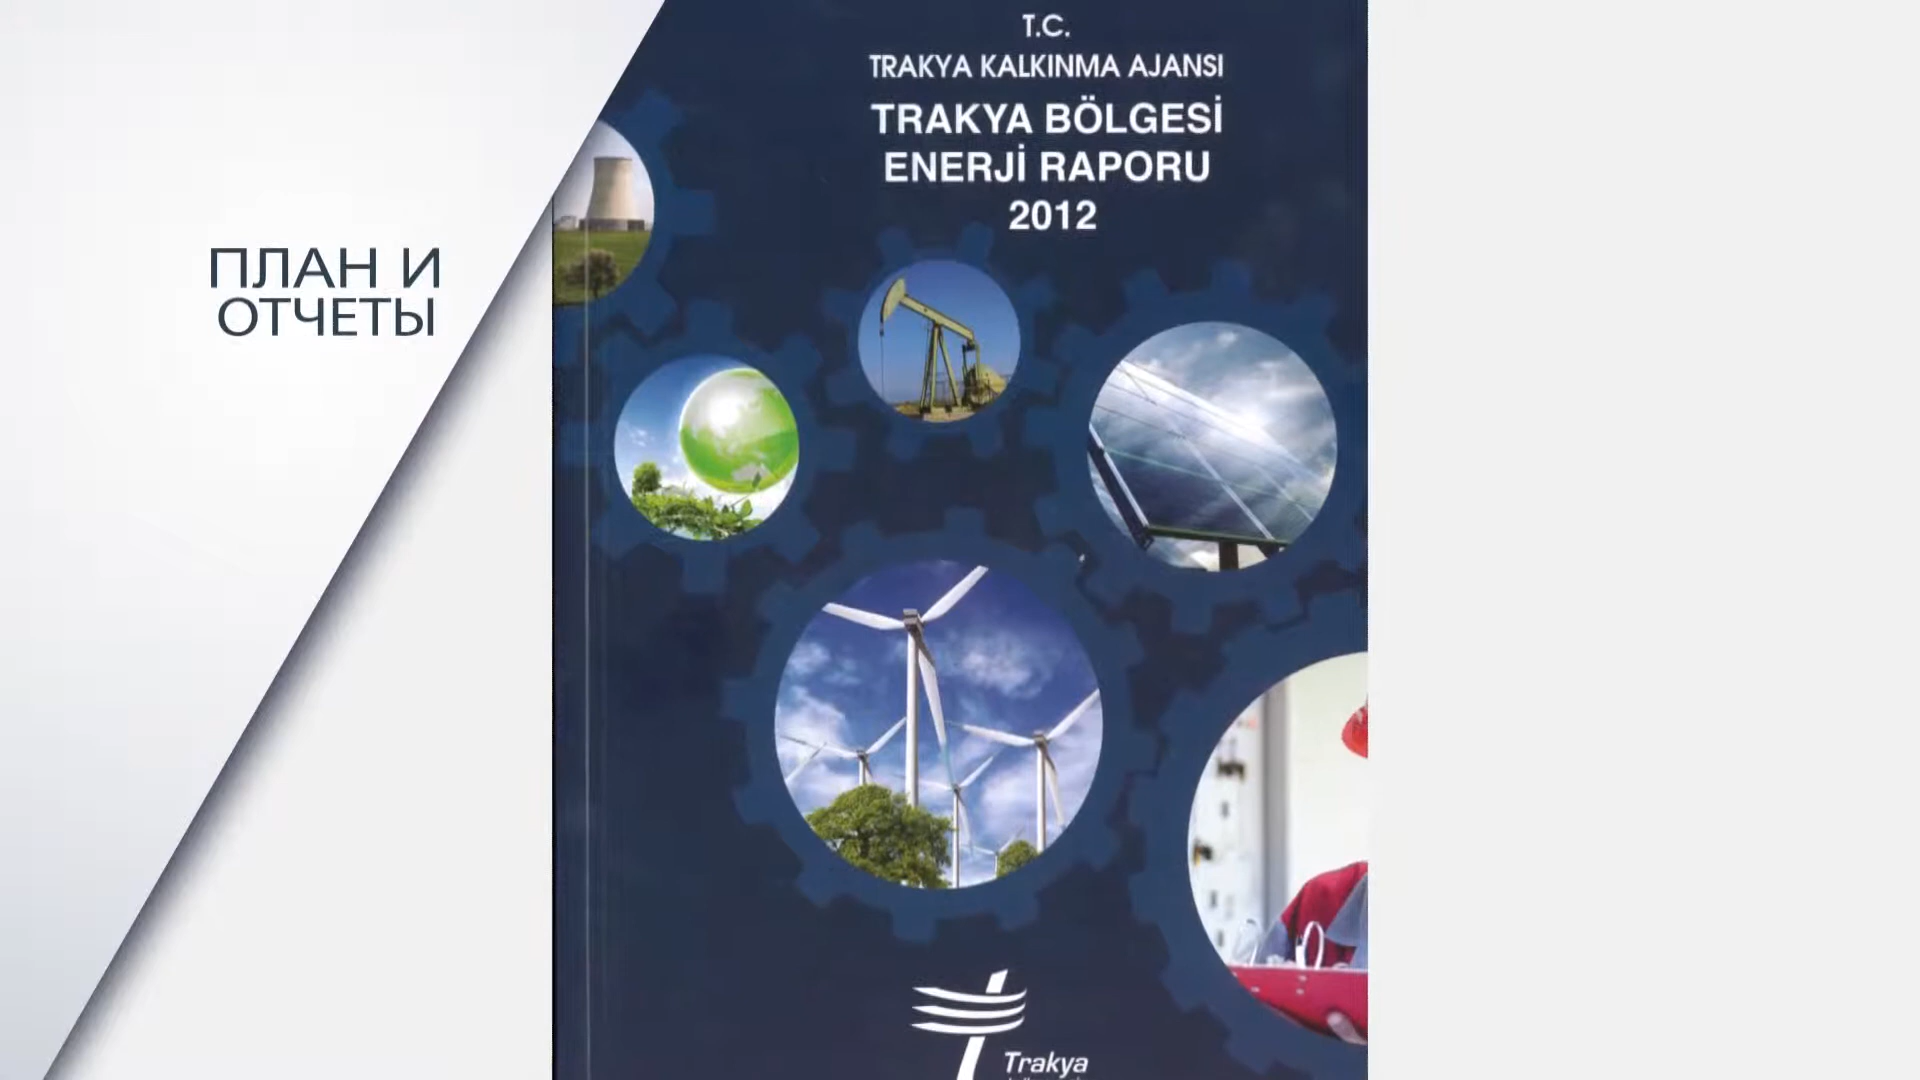 ПЛАН И
ОТЧЕТЫ
T.C.
TRAKYA KALKINMA AJANSI
TRAKYA BÖLGESİ
ENERJİ RAPORU
2012
Trakya